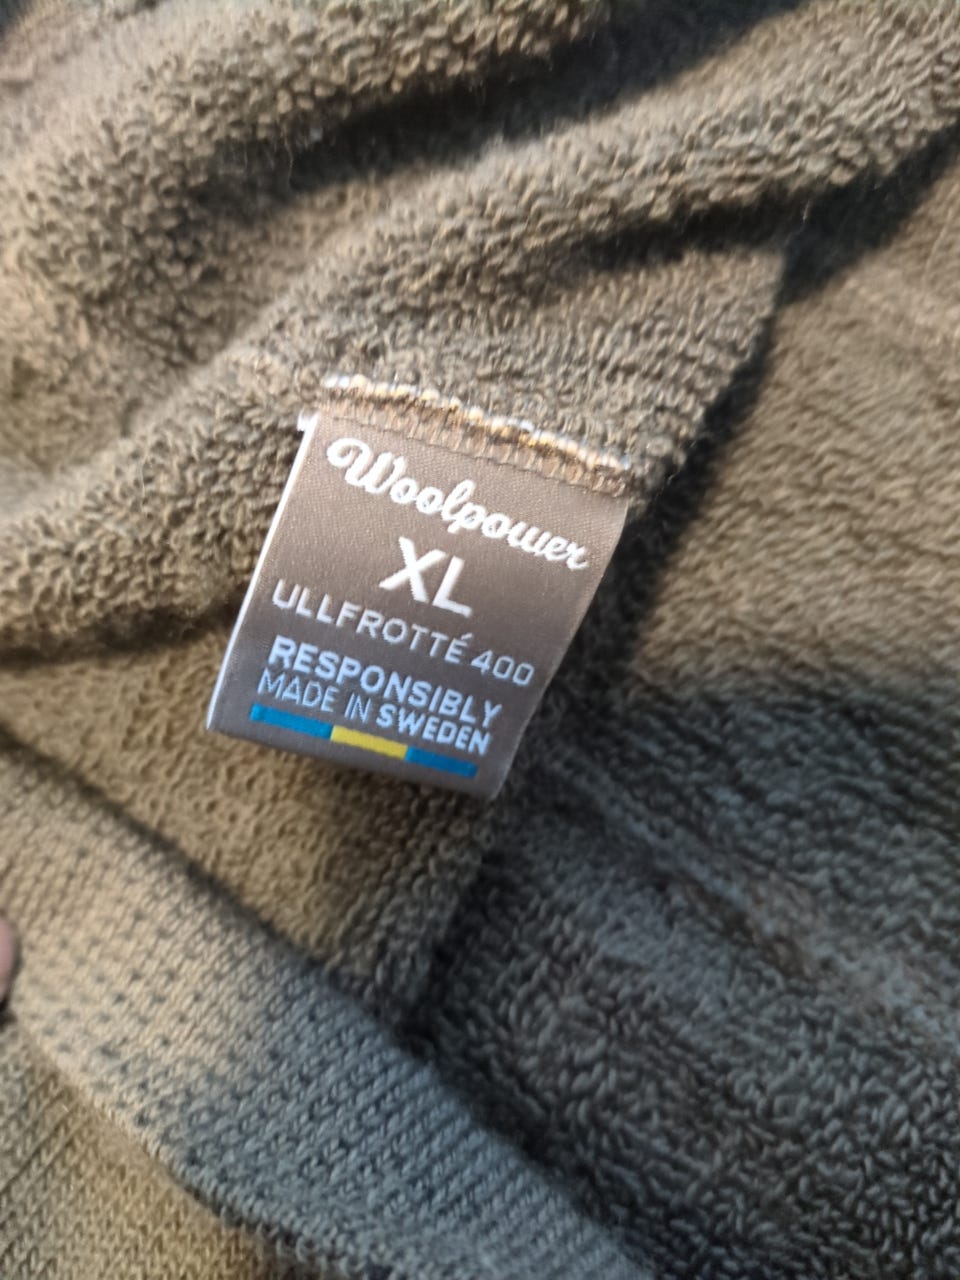 Woolpower
XL
ULLFROTTÉ 400
RESPONSIBLY
MADE IN SWEDEN